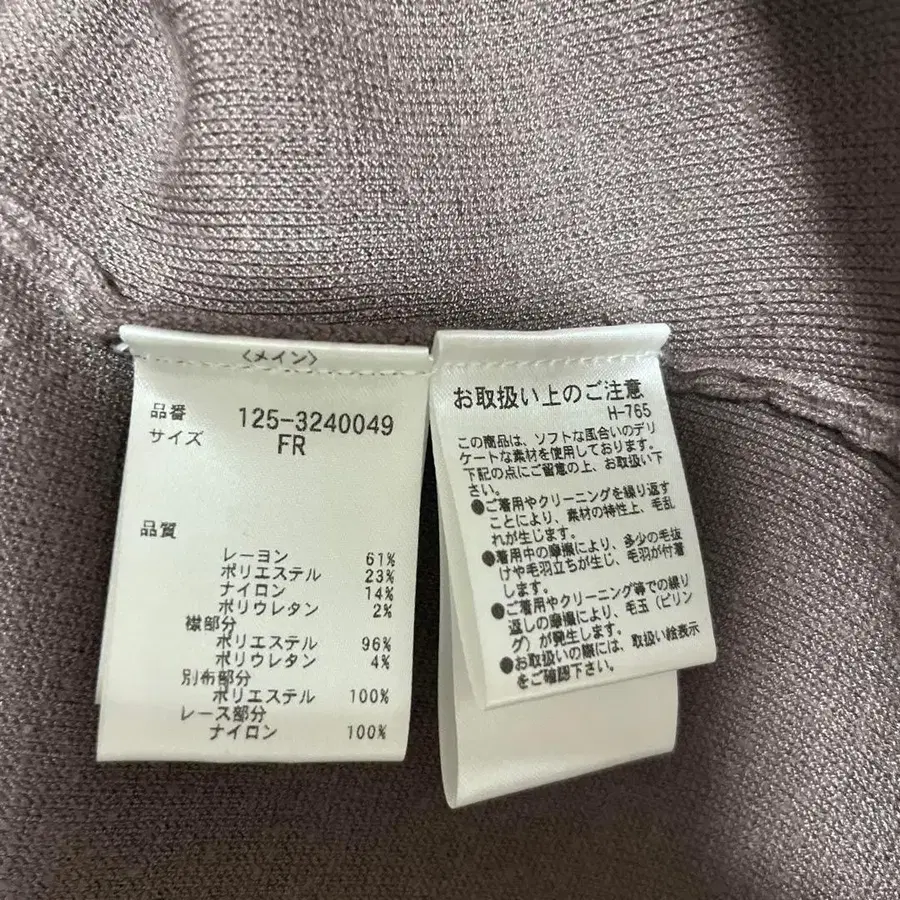 〈メイン〉
品番 125-3240049
サイズ FR
品質
レーヨン 61%
ポリエステル 23%
ナイロン 14%
ポリウレタン 2%
襟部分
ポリエステル 96%
ポリウレタン 4%
別布部分
ポリエステル 100%
レース部分
ナイロン 100%
お取扱い上のご注意
H-765
この商品は、ソフトな風合いのデリ
ケートな素材を使用しております。
下記の点にご留意の上、お取扱い下
さい。
●ご着用やクリーニングを繰り返す
ことにより、素材の特性上、毛乱
れが生じます。
●着用中の摩擦により、多少の毛抜
けや毛羽立ちが生じ、毛羽が付着
します。
●ご着用やクリーニング等での繰り
返しの摩擦により、毛玉（ピリン
グ）が発生します。
●お取扱いの際には、取扱い絵表示
をご確認下さい。